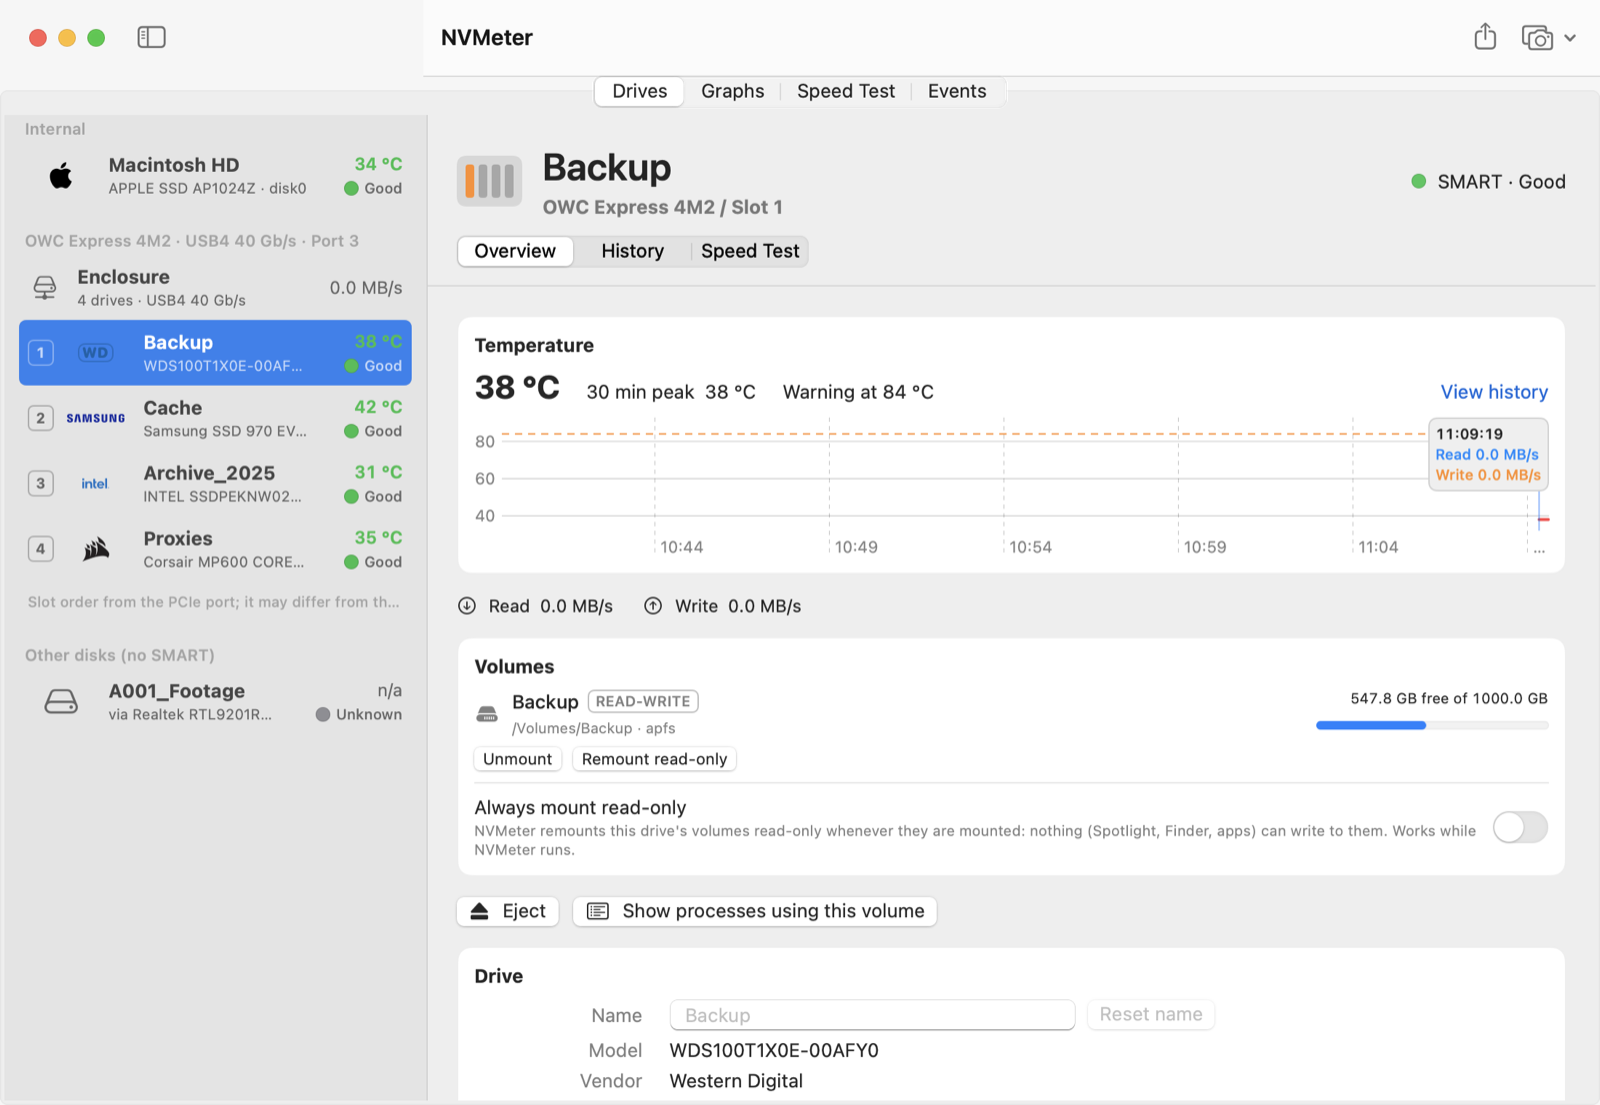 NVMeter
Drives
Graphs
Speed Test
Events
Internal
Macintosh HD
34 °C
APPLE SSD AP1024Z · disk0
Good
OWC Express 4M2 · USB4 40 Gb/s · Port 3
Enclosure
4 drives · USB4 40 Gb/s
0.0 MB/s
1
WD
Backup
38 °C
WDS100T1X0E-00AF...
Good
2
SAMSUNG
Cache
42 °C
Samsung SSD 970 EV...
Good
3
intel
Archive_2025
31 °C
INTEL SSDPEKNW02...
Good
4
Proxies
35 °C
Corsair MP600 CORE...
Good
Slot order from the PCIe port; it may differ from th...
Other disks (no SMART)
A001_Footage
n/a
via Realtek RTL9201R...
Unknown
Backup
OWC Express 4M2 / Slot 1
SMART · Good
Overview
History
Speed Test
Temperature
38 °C
30 min peak 38 °C
Warning at 84 °C
View history
80
60
40
11:09:19
Read 0.0 MB/s
Write 0.0 MB/s
10:44
10:49
10:54
10:59
11:04
...
Read 0.0 MB/s
Write 0.0 MB/s
Volumes
Backup
READ-WRITE
/Volumes/Backup · apfs
547.8 GB free of 1000.0 GB
Unmount
Remount read-only
Always mount read-only
NVMeter remounts this drive's volumes read-only whenever they are mounted: nothing (Spotlight, Finder, apps) can write to them. Works while
NVMeter runs.
Eject
Show processes using this volume
Drive
Name
Backup
Reset name
Model
WDS100T1X0E-00AFY0
Vendor
Western Digital